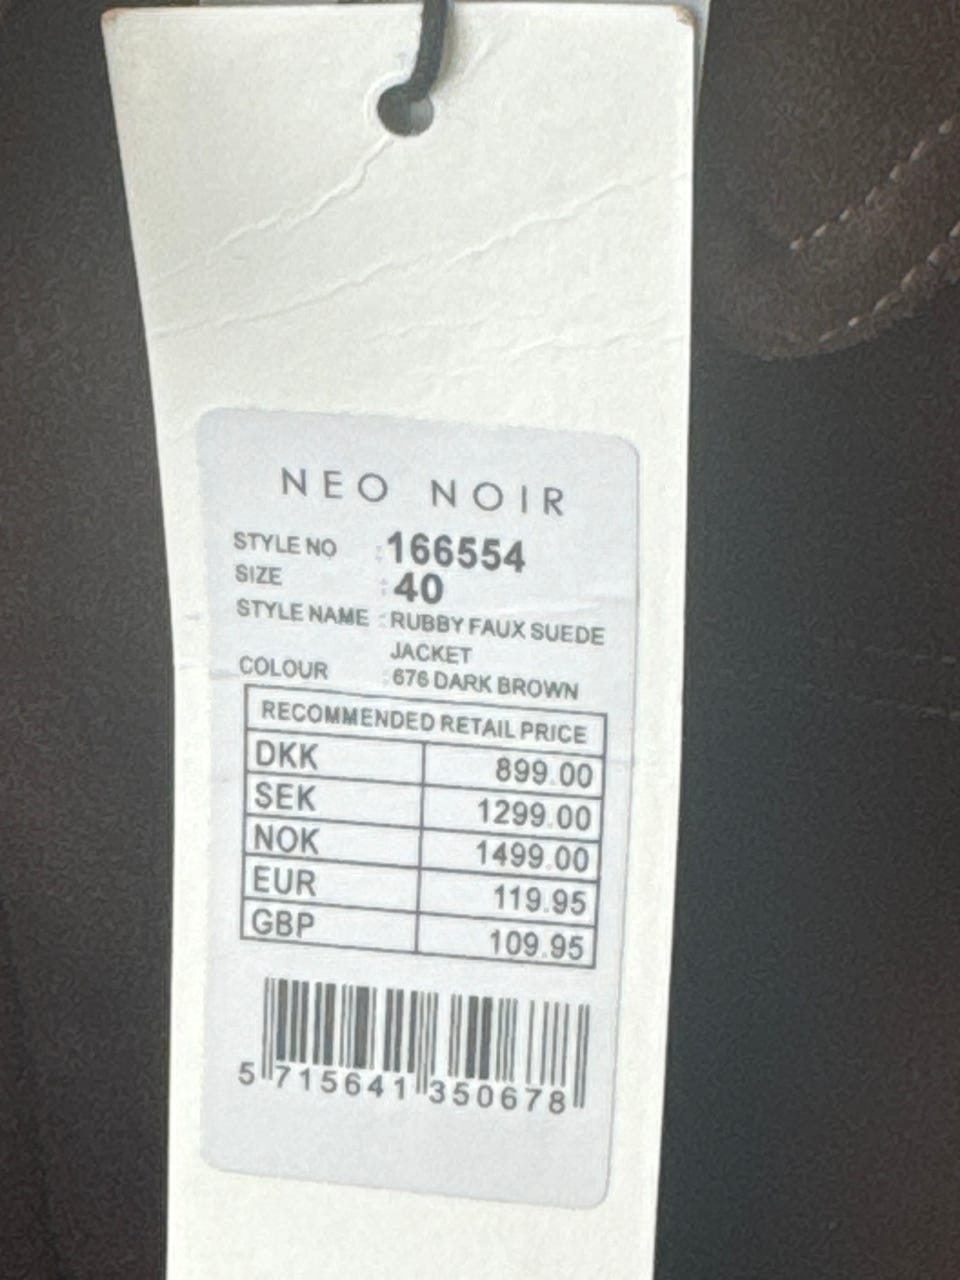 NEO NOIR
STYLE NO : 166554
SIZE : 40
STYLE NAME : RUBBY FAUX SUEDE
JACKET
COLOUR : 676 DARK BROWN
RECOMMENDED RETAIL PRICE
DKK 899.00
SEK 1299.00
NOK 1499.00
EUR 119.95
GBP 109.95
5 715641 350678